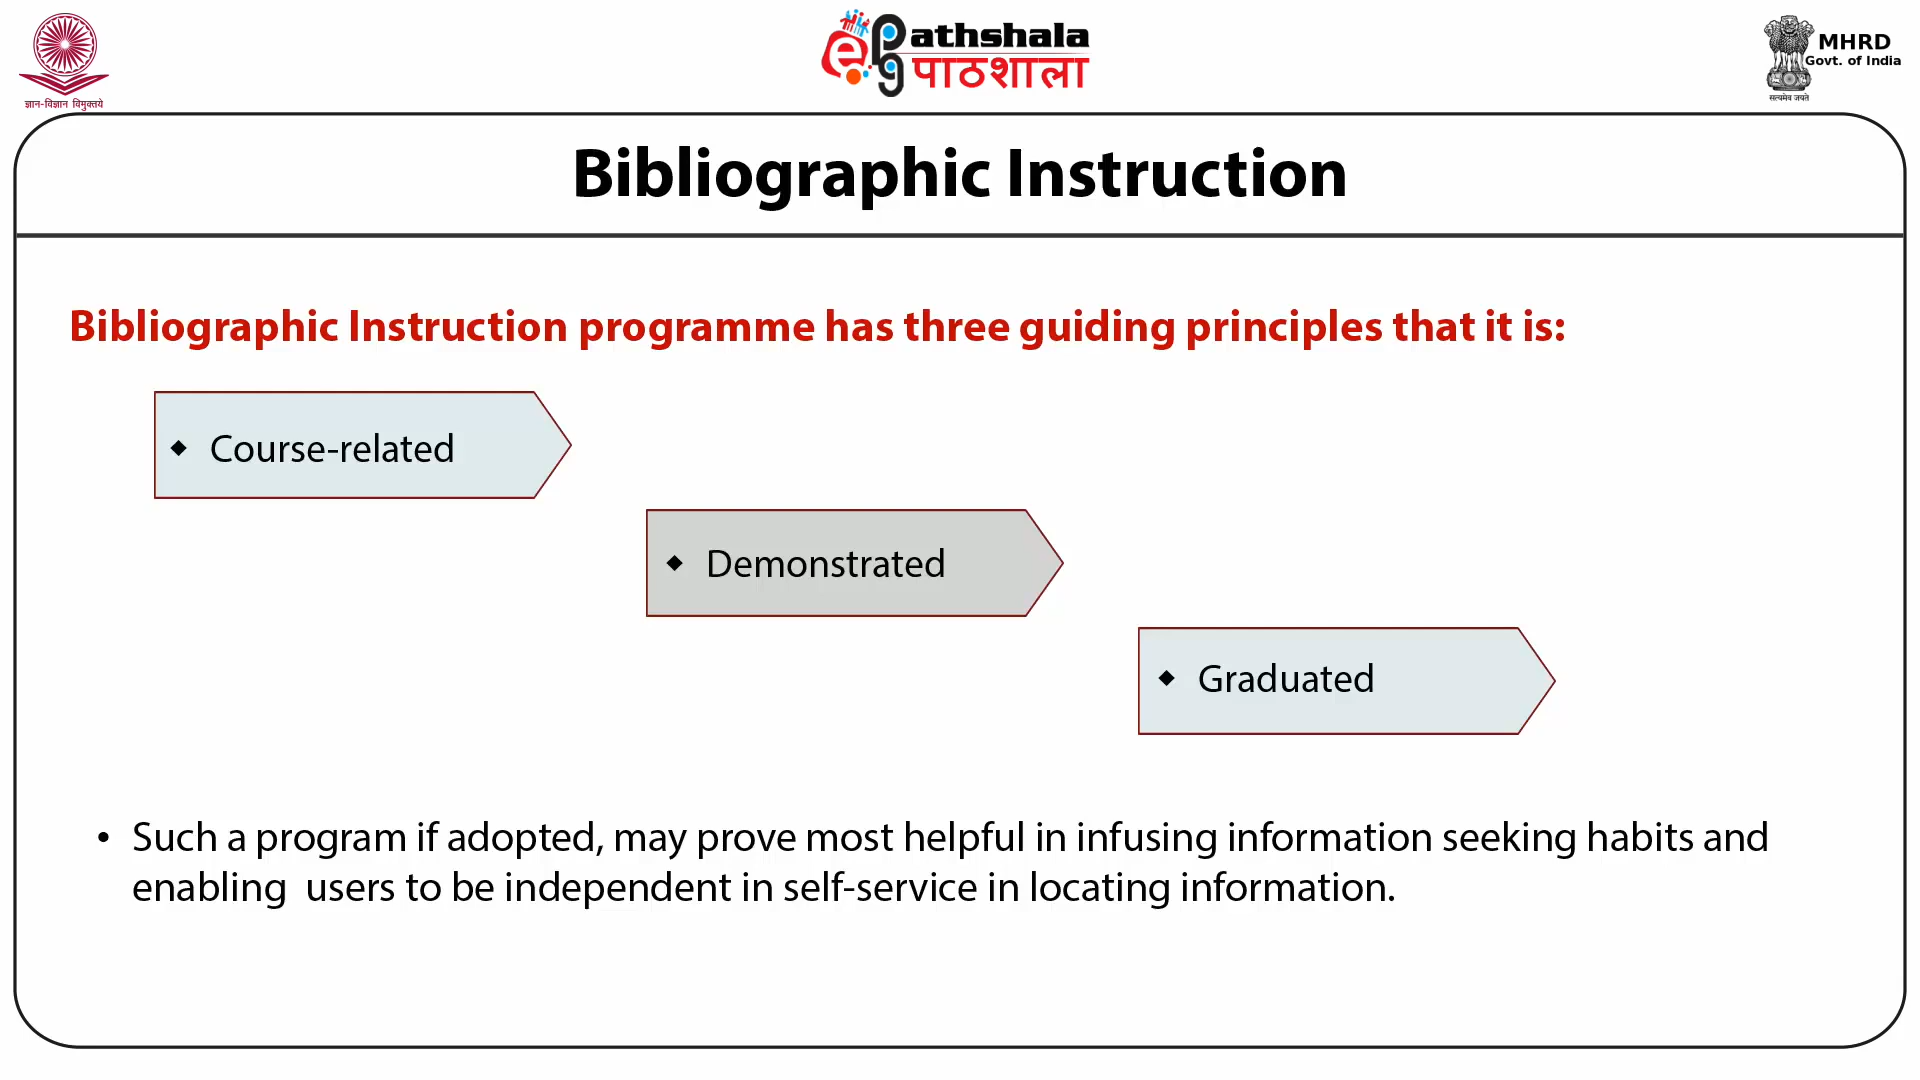 ज्ञान-विज्ञान विमुक्तये
ePathshala
पाठशाला
MHRD
Govt. of India
सत्यमेव जयते
Bibliographic Instruction
Bibliographic Instruction programme has three guiding principles that it is:
◆ Course-related
◆ Demonstrated
◆ Graduated
• Such a program if adopted, may prove most helpful in infusing information seeking habits and
enabling  users to be independent in self-service in locating information.